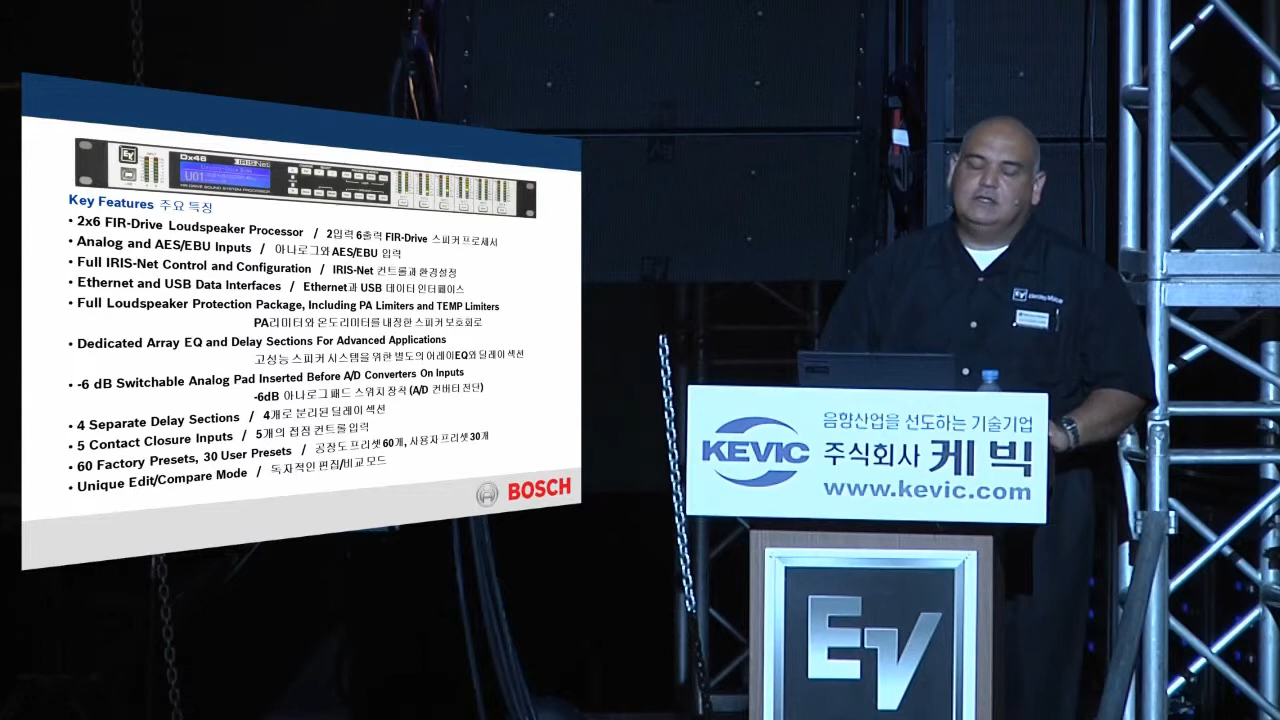 EV
Dx46
IRIS-Net
U01
FIR-DRIVE SOUND SYSTEM PROCESSOR
Key Features 주요 특징
• 2x6 FIR-Drive Loudspeaker Processor / 2입력 6출력 FIR-Drive 스피커 프로세서
• Analog and AES/EBU Inputs / 아나로그와 AES/EBU 입력
• Full IRIS-Net Control and Configuration / IRIS-Net 컨트롤과 환경설정
• Ethernet and USB Data Interfaces / Ethernet과 USB 데이터 인터페이스
• Full Loudspeaker Protection Package, Including PA Limiters and TEMP Limiters
PA리미터와 온도리미터를 내장한 스피커 보호회로
• Dedicated Array EQ and Delay Sections For Advanced Applications
고성능 스피커 시스템을 위한 별도의 어레이EQ와 딜레이 섹션
• -6 dB Switchable Analog Pad Inserted Before A/D Converters On Inputs
-6dB 아나로그 패드 스위치 장착 (A/D 컨버터 전단)
• 4 Separate Delay Sections / 4개로 분리된 딜레이 섹션
• 5 Contact Closure Inputs / 5개의 접점 컨트롤 입력
• 60 Factory Presets, 30 User Presets / 공장도 프리셋 60개, 사용자 프리셋 30개
• Unique Edit/Compare Mode / 독자적인 편집/비교 모드
BOSCH
EV Electro-Voice
KEVIC
음향산업을 선도하는 기술기업
주식회사 케빅
www.kevic.com
EV